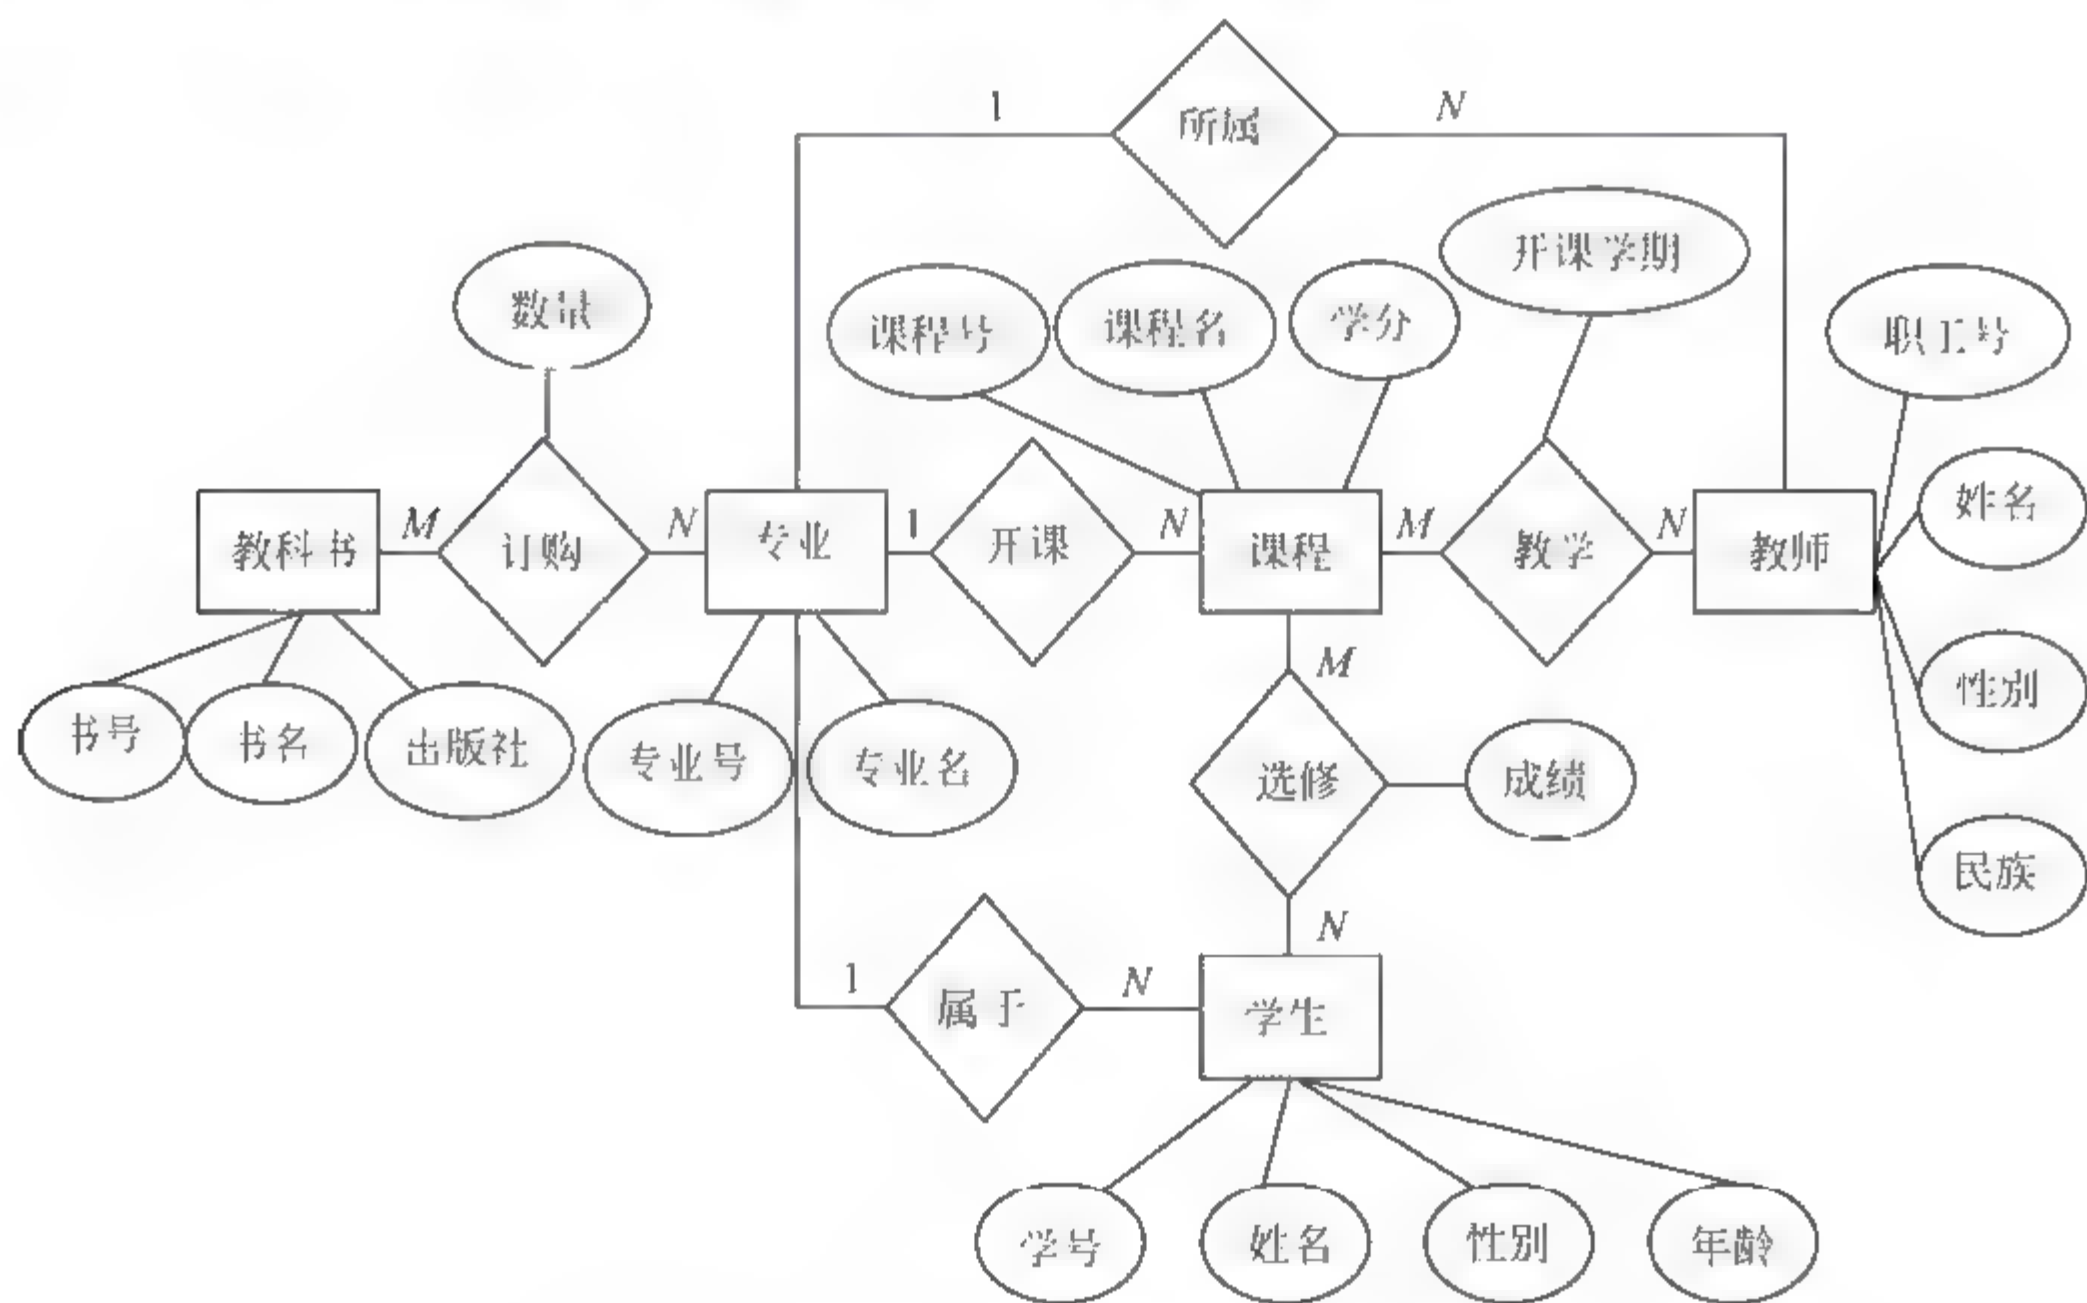 1
所属
N
开课学期
数量
课程号
课程名
学分
职工号
姓名
教科书
M
订购
N
专业
1
开课
N
课程
M
教学
N
教师
M
性别
书号
书名
出版社
专业号
专业名
选修
成绩
民族
N
1
属于
N
学生
学号
姓名
性别
年龄